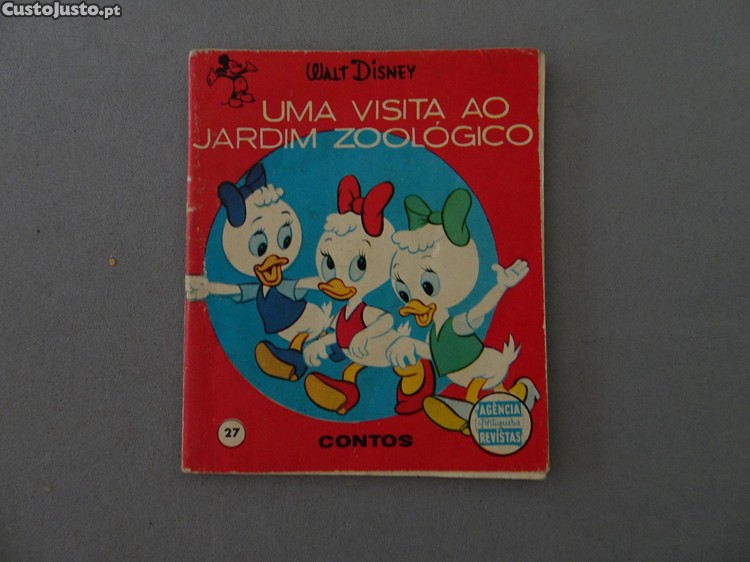 CustoJusto.pt
WALT DISNEY
UMA VISITA AO
JARDIM ZOOLÓGICO
27
CONTOS
AGÊNCIA
Portuguesa
REVISTAS